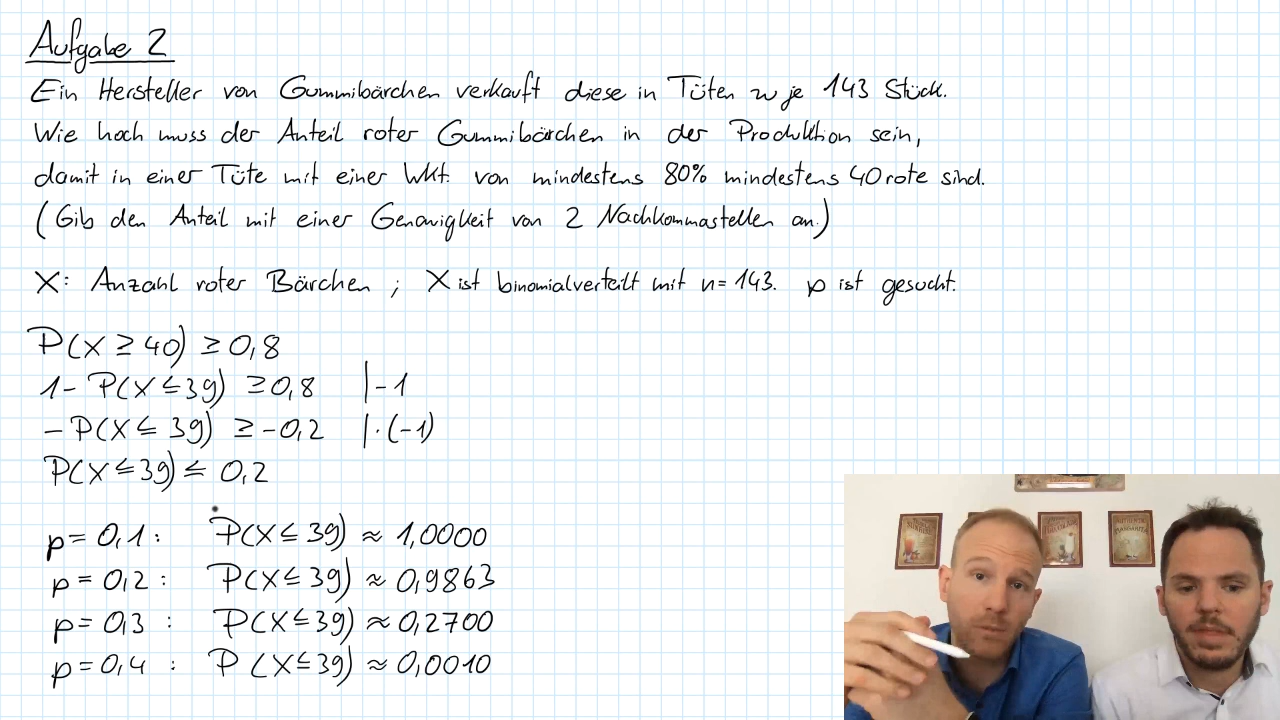 Aufgabe 2
Ein Hersteller von Gummibärchen verkauft diese in Tüten zu je 143 Stück.
Wie hoch muss der Anteil roter Gummibärchen in der Produktion sein,
damit in einer Tüte mit einer Wkt. von mindestens 80% mindestens 40 rote sind.
(Gib den Anteil mit einer Genauigkeit von 2 Nachkommastellen an.)
X: Anzahl roter Bärchen ; X ist binomialverteilt mit n = 143. p ist gesucht.
P(X ≥ 40) ≥ 0,8
1 - P(X ≤ 39) ≥ 0,8 | - 1
- P(X ≤ 39) ≥ - 0,2 | · (-1)
P(X ≤ 39) ≤ 0,2
p = 0,1 : P(X ≤ 39) ≈ 1,0000
p = 0,2 : P(X ≤ 39) ≈ 0,9863
p = 0,3 : P(X ≤ 39) ≈ 0,2700
p = 0,4 : P(X ≤ 39) ≈ 0,0010